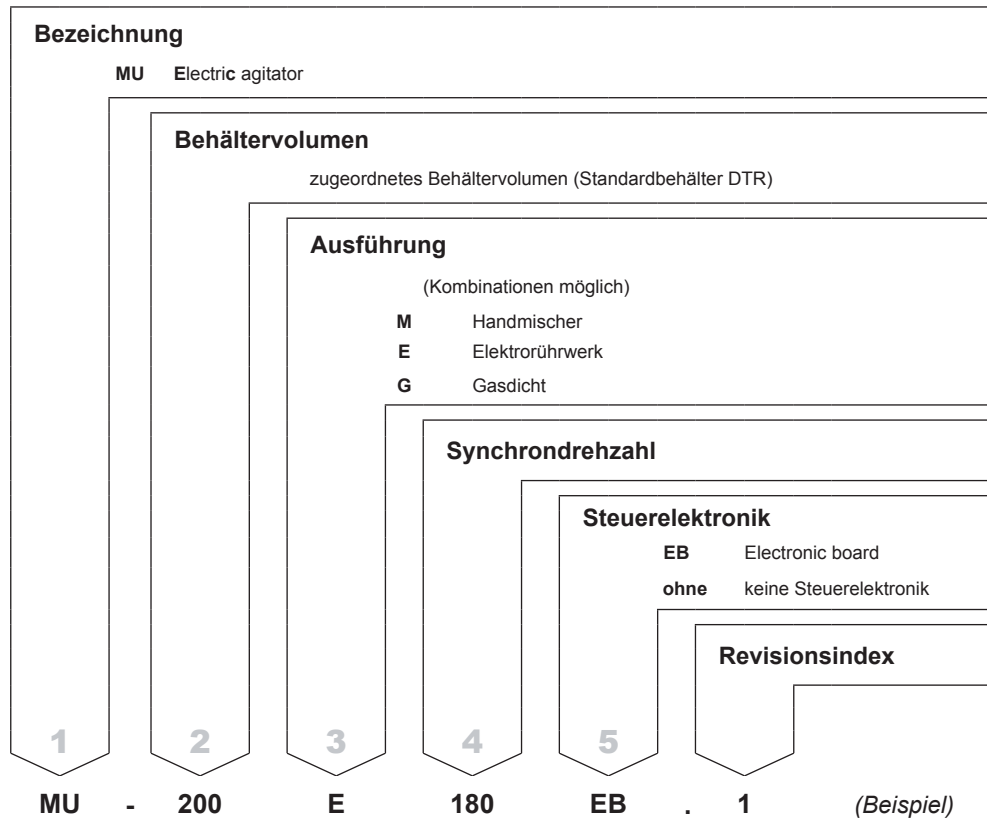 Bezeichnung
MU Electric agitator
Behältervolumen
zugeordnetes Behältervolumen (Standardbehälter DTR)
Ausführung
(Kombinationen möglich)
M Handmischer
E Elektrorührwerk
G Gasdicht
Synchrondrehzahl
Steuerelektronik
EB Electronic board
ohne keine Steuerelektronik
Revisionsindex
1 2 3 4 5
MU - 200 E 180 EB . 1 (Beispiel)